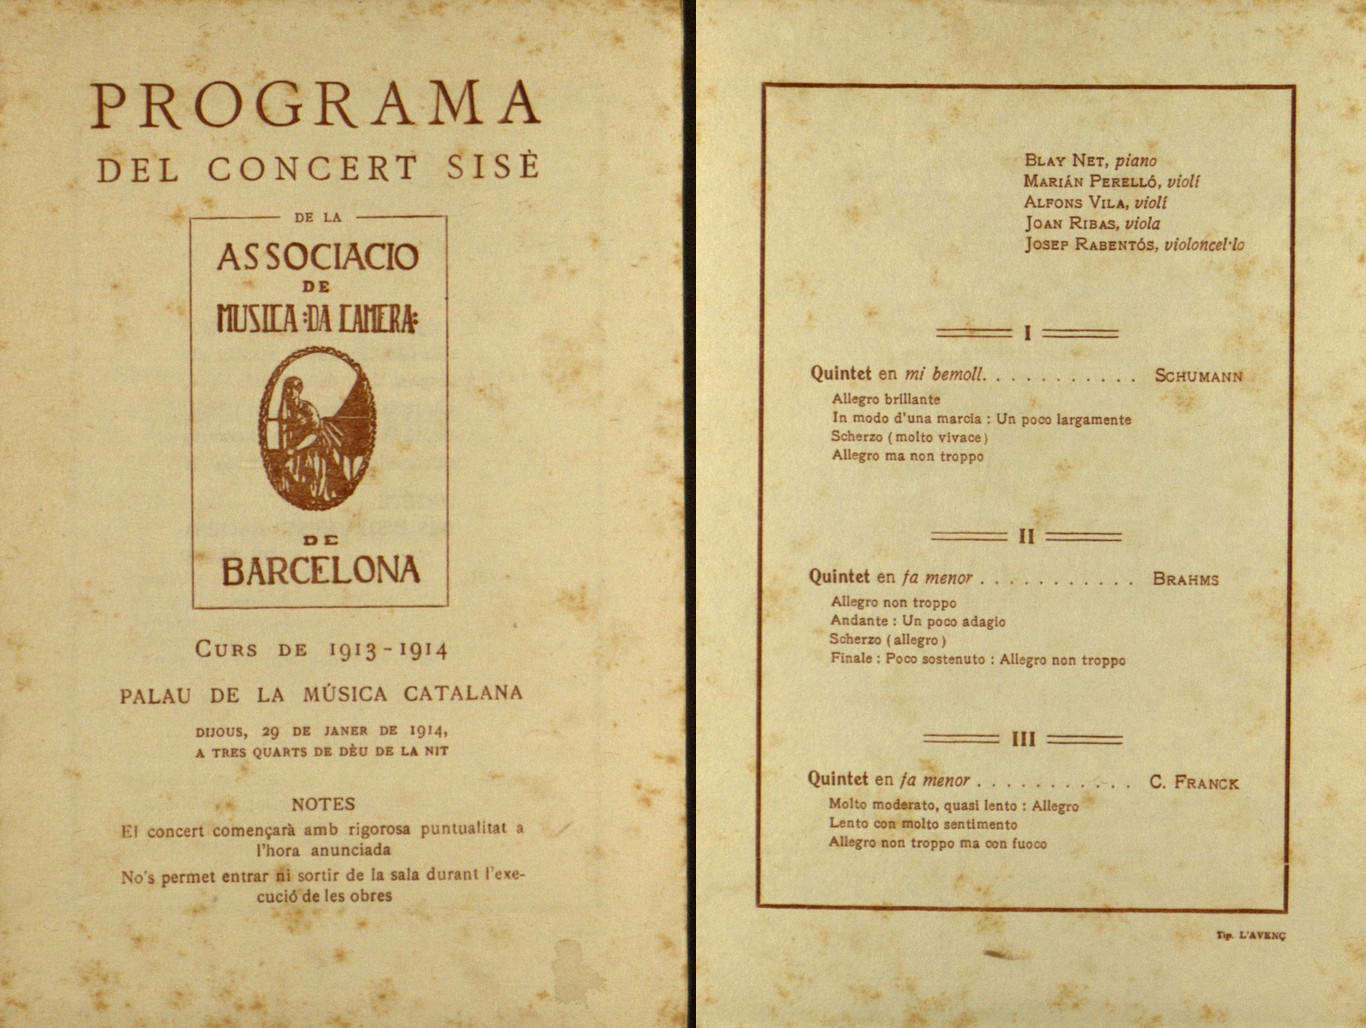 PROGRAMA
DEL CONCERT SISÈ
DE LA
ASSOCIACIO
DE
MUSICA :DA CAMERA:
DE
BARCELONA
CURS DE 1913-1914
PALAU DE LA MÚSICA CATALANA
DIJOUS, 29 DE JANER DE 1914,
A TRES QUARTS DE DÈU DE LA NIT
NOTES
El concert començarà amb rigorosa puntualitat a
l'hora anunciada
No's permet entrar ni sortir de la sala durant l'exe-
cució de les obres
BLAY NET, piano
MARIÁN PERELLÓ, violí
ALFONS VILA, violí
JOAN RIBAS, viola
JOSEP RABENTÓS, violoncel·lo
I
Quintet en mi bemoll. . . . . . . . . . . SCHUMANN
Allegro brillante
In modo d'una marcia : Un poco largamente
Scherzo (molto vivace)
Allegro ma non troppo
II
Quintet en fa menor . . . . . . . . . . . BRAHMS
Allegro non troppo
Andante : Un poco adagio
Scherzo (allegro)
Finale : Poco sostenuto : Allegro non troppo
III
Quintet en fa menor . . . . . . . . . . . C. FRANCK
Molto moderato, quasi lento : Allegro
Lento con molto sentimento
Allegro non troppo ma con fuoco
Tip. L'AVENÇ